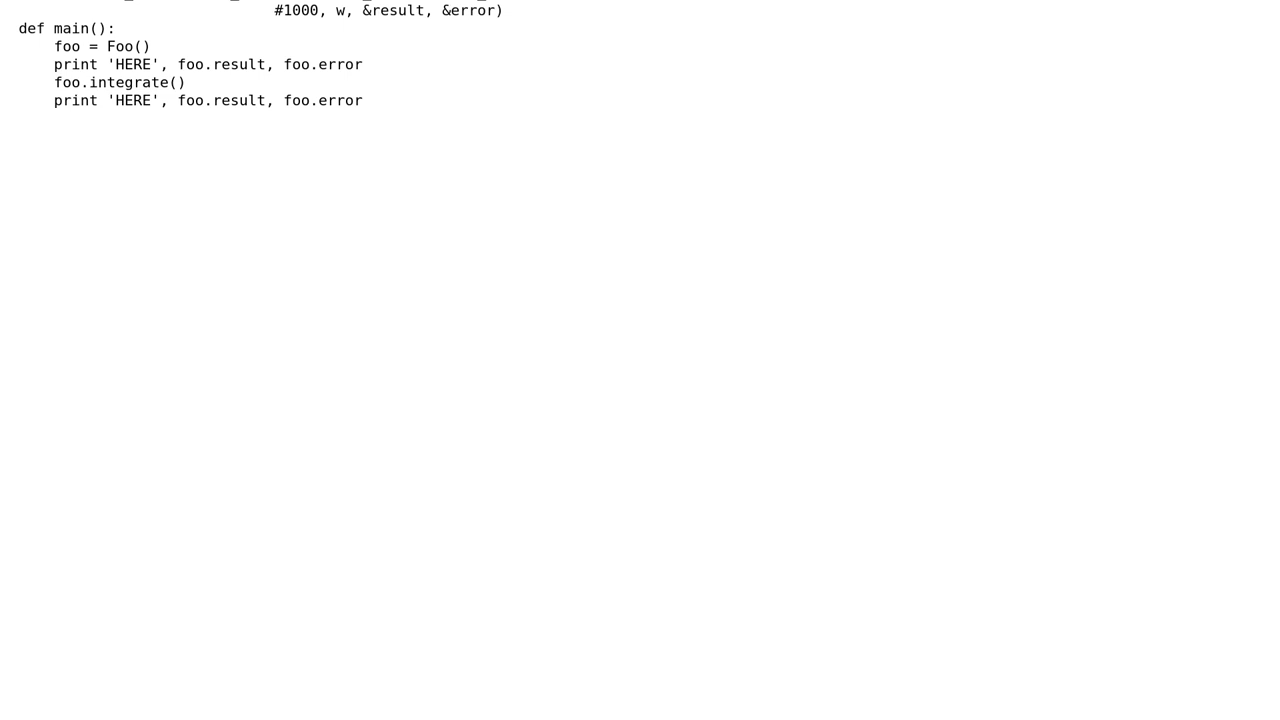 #1000, w, &result, &error)
def main():
    foo = Foo()
    print 'HERE', foo.result, foo.error
    foo.integrate()
    print 'HERE', foo.result, foo.error